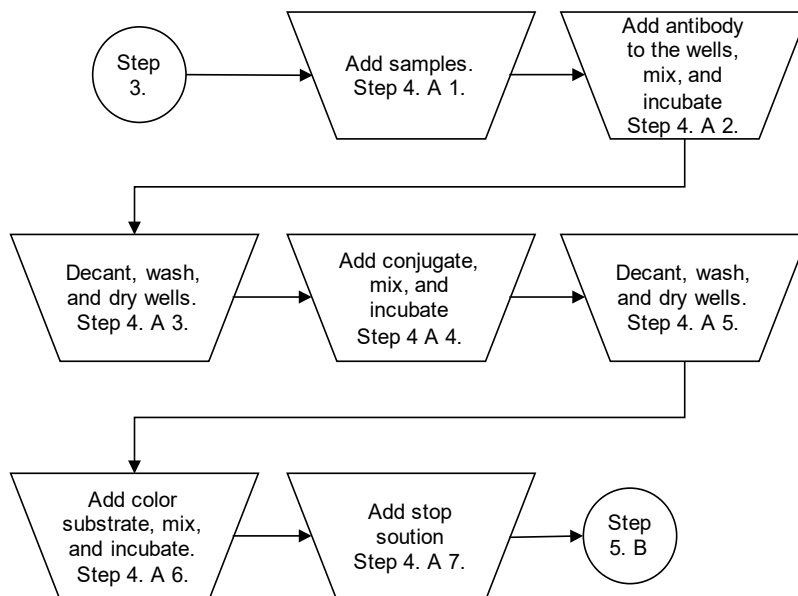 Step
3.
Add samples.
Step 4. A 1.
Add antibody
to the wells,
mix, and
incubate
Step 4. A 2.
Decant, wash,
and dry wells.
Step 4. A 3.
Add conjugate,
mix, and
incubate
Step 4 A 4.
Decant, wash,
and dry wells.
Step 4. A 5.
Add color
substrate, mix,
and incubate.
Step 4. A 6.
Add stop
soution
Step 4. A 7.
Step
5. B